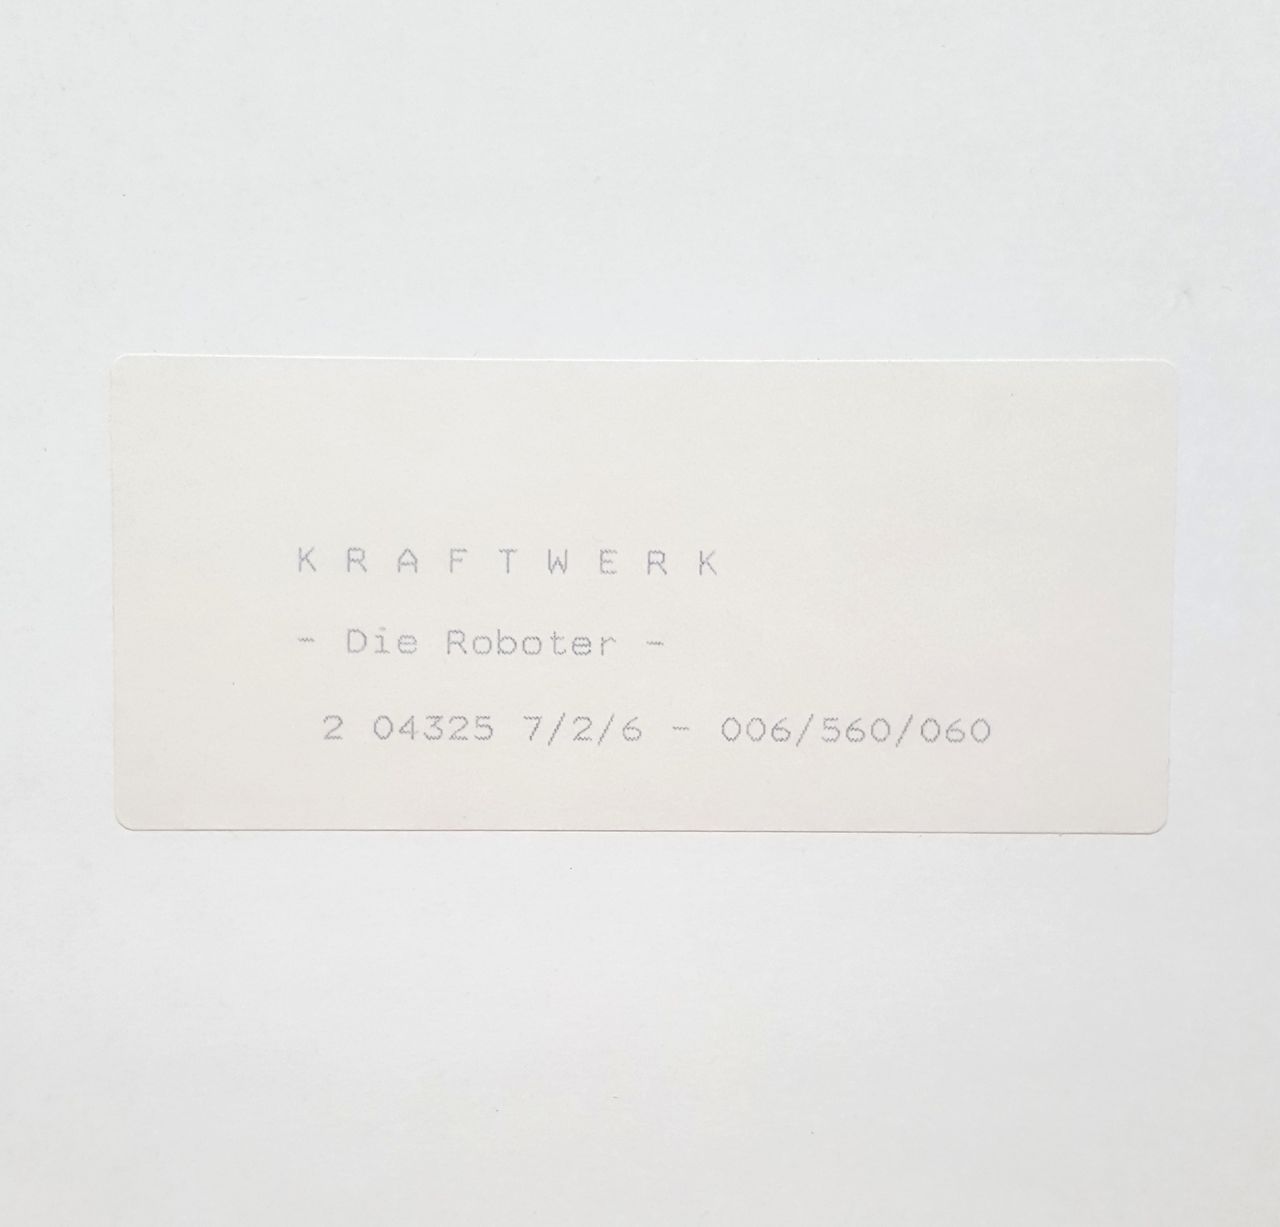 K R A F T W E R K
- Die Roboter -
2 04325 7/2/6 - 006/560/060